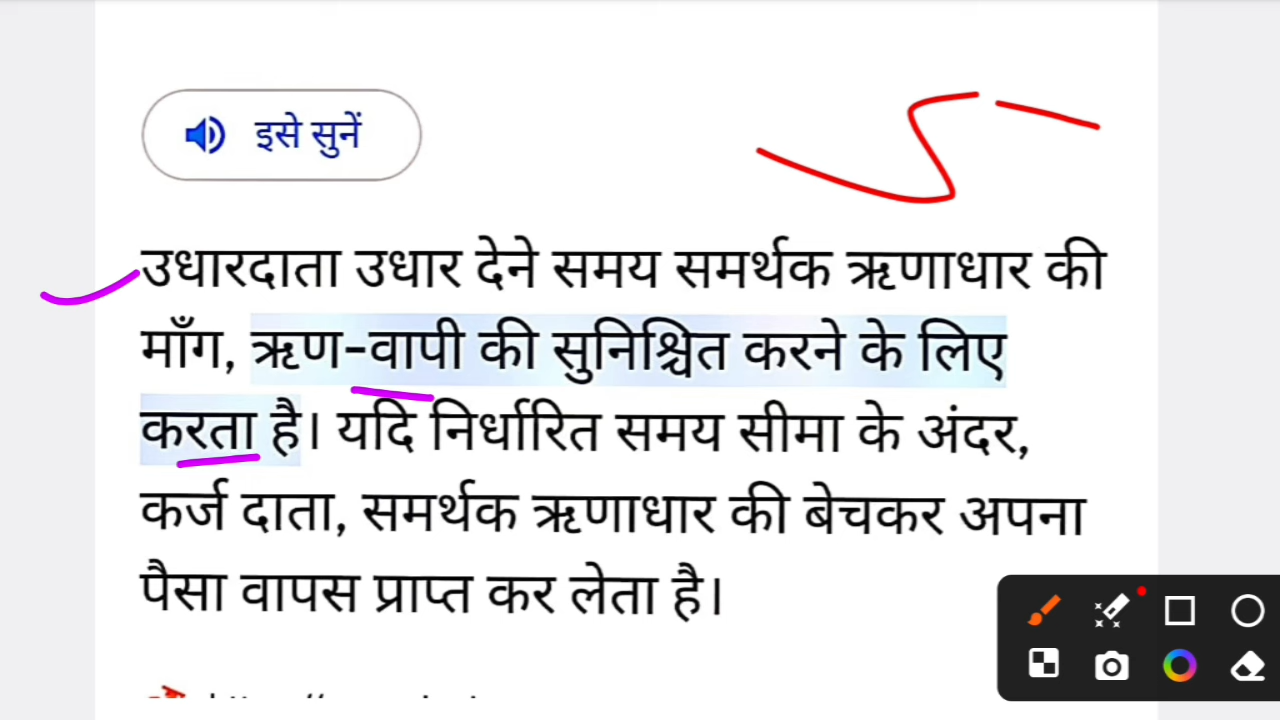 इसे सुनें
उधारदाता उधार देने समय समर्थक ऋणाधार की
माँग, ऋण-वापी की सुनिश्चित करने के लिए
करता है। यदि निर्धारित समय सीमा के अंदर,
कर्ज दाता, समर्थक ऋणाधार की बेचकर अपना
पैसा वापस प्राप्त कर लेता है।